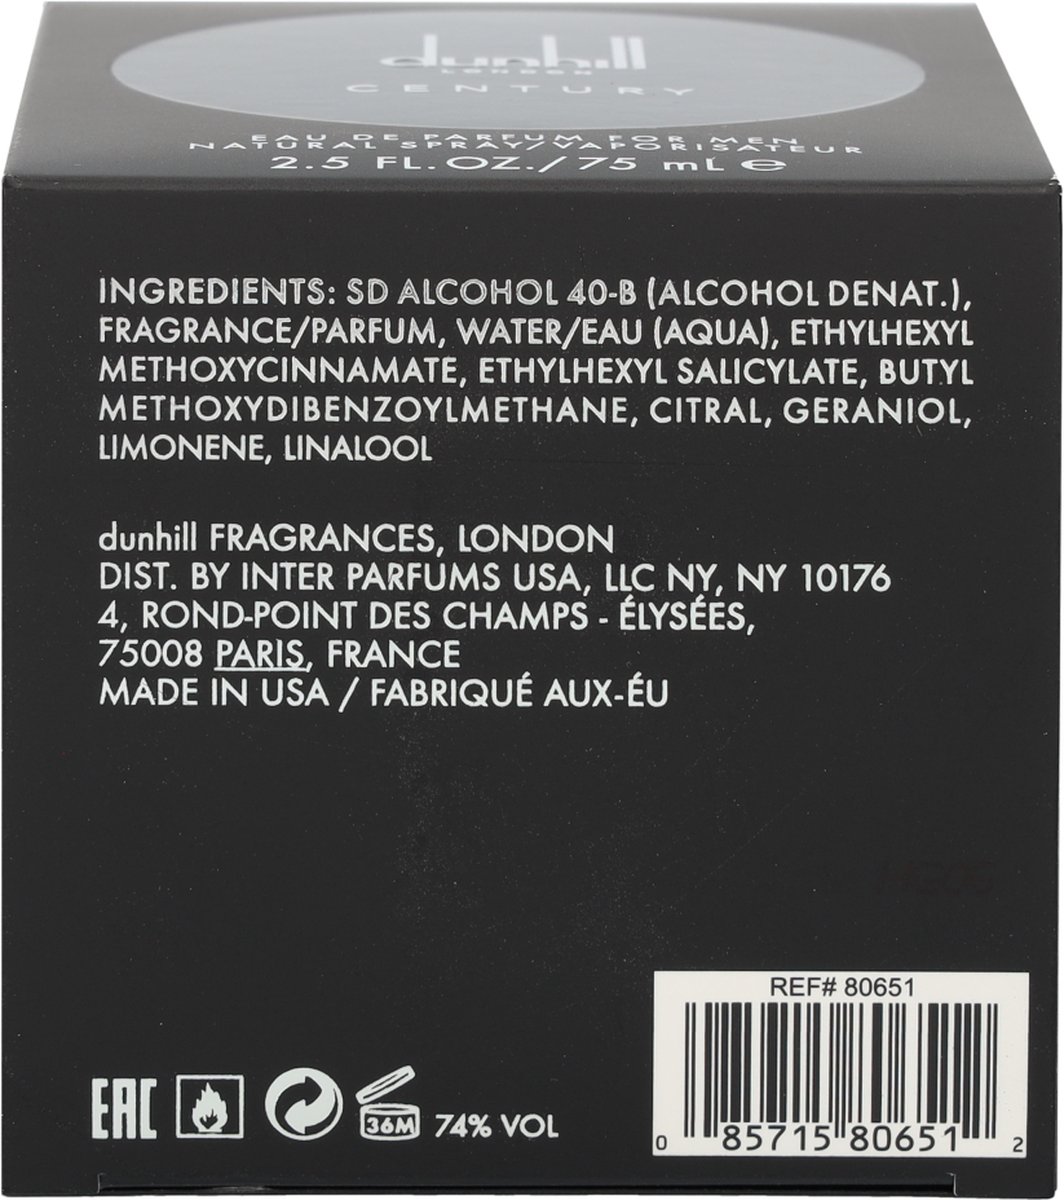 dunhill
LONDON
CENTURY
EAU DE PARFUM FOR MEN
NATURAL SPRAY/VAPORISATEUR
2.5 FL.OZ./75 mL ℮
INGREDIENTS: SD ALCOHOL 40-B (ALCOHOL DENAT.),
FRAGRANCE/PARFUM, WATER/EAU (AQUA), ETHYLHEXYL
METHOXYCINNAMATE, ETHYLHEXYL SALICYLATE, BUTYL
METHOXYDIBENZOYLMETHANE, CITRAL, GERANIOL,
LIMONENE, LINALOOL
dunhill FRAGRANCES, LONDON
DIST. BY INTER PARFUMS USA, LLC NY, NY 10176
4, ROND-POINT DES CHAMPS - ÉLYSÉES,
75008 PARIS, FRANCE
MADE IN USA / FABRIQUÉ AUX-ÉU
REF# 80651
EAC 36M 74% VOL
0 85715 80651 2